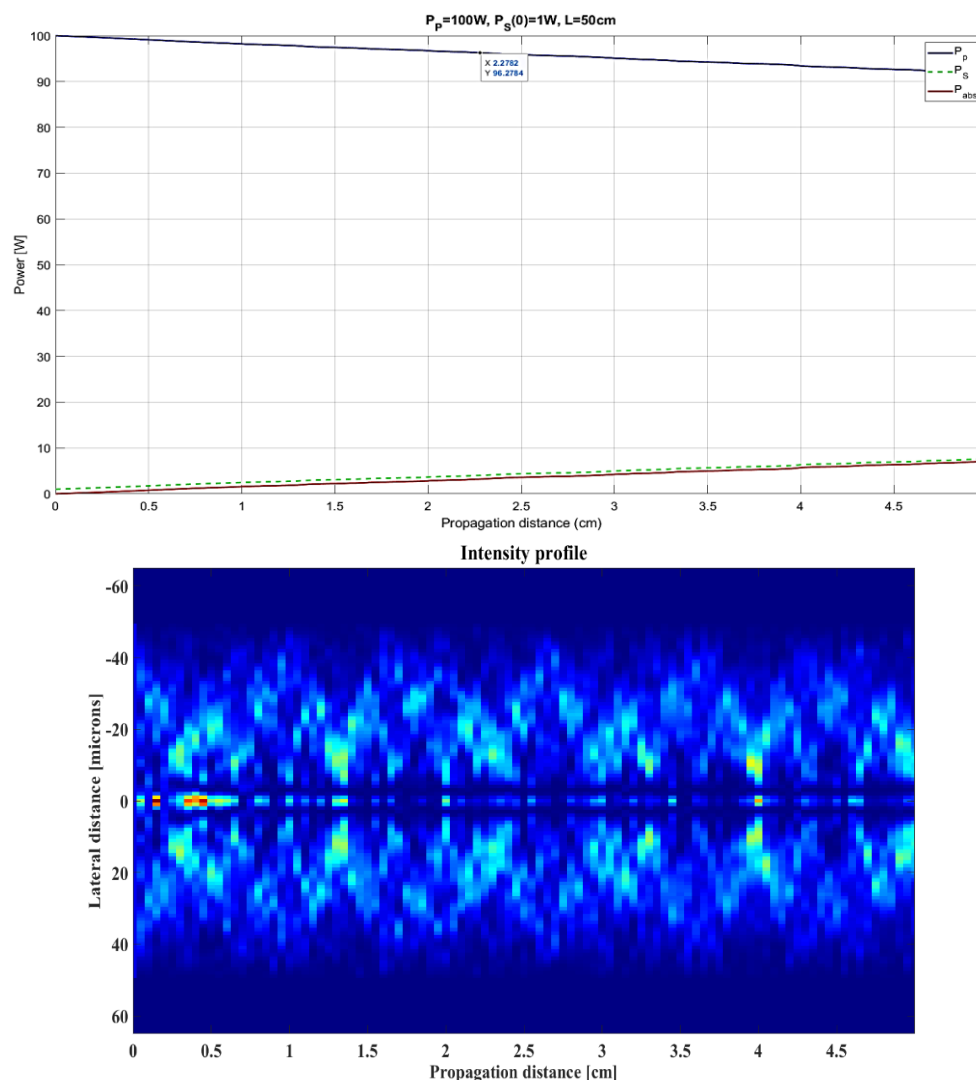 P_P=100W, P_S(0)=1W, L=50cm
100
90
80
70
60
50
40
30
20
10
0
Power [W]
X 2.2782
Y 96.2784
P_p
P_S
P_abs
0 0.5 1 1.5 2 2.5 3 3.5 4 4.5
Propagation distance (cm)
Intensity profile
-60
-40
-20
0
20
40
60
Lateral distance [microns]
0 0.5 1 1.5 2 2.5 3 3.5 4 4.5
Propagation distance [cm]